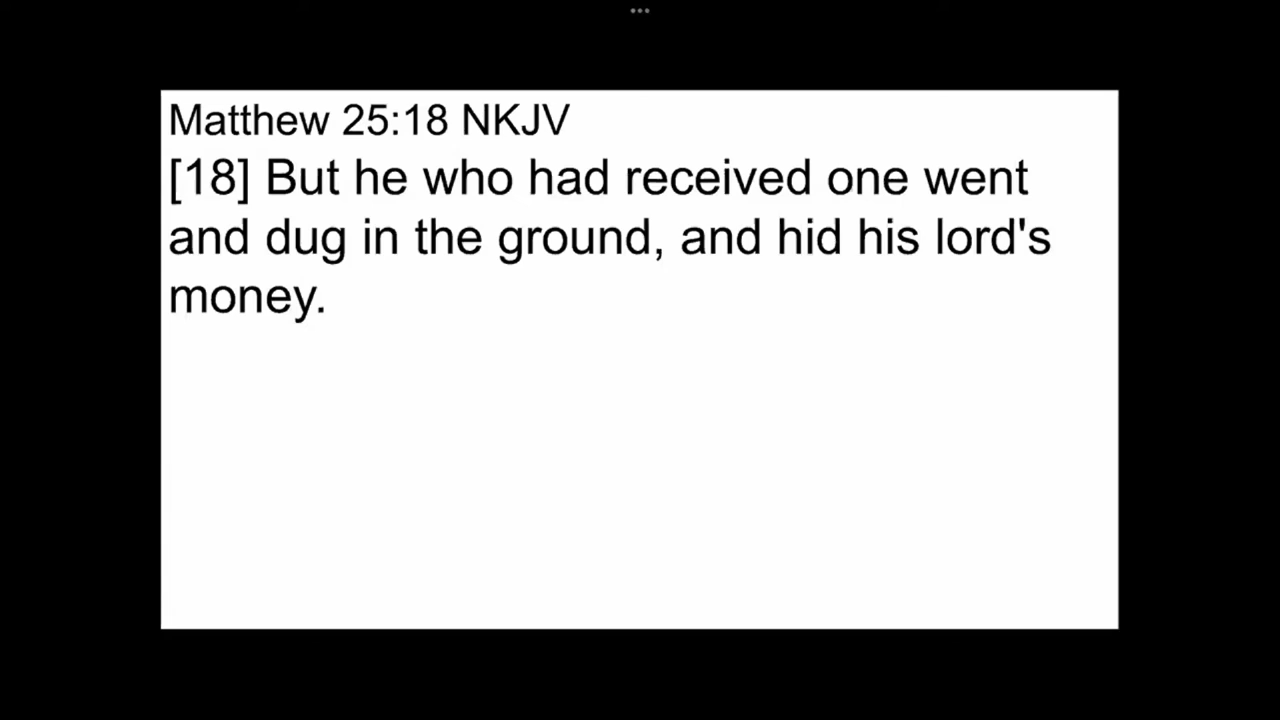 Matthew 25:18 NKJV
[18] But he who had received one went
and dug in the ground, and hid his lord's
money.